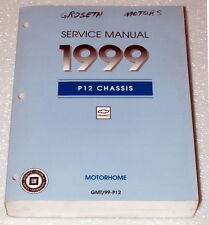 GROSETH MOTORS
SERVICE MANUAL
1999
P12 CHASSIS
MOTORHOME
GMT/99-P12